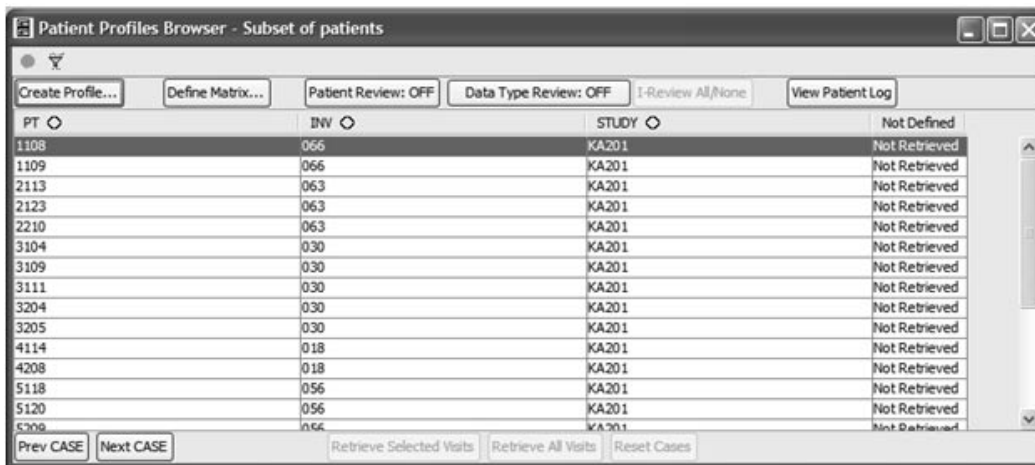 Patient Profiles Browser - Subset of patients
Create Profile... Define Matrix... Patient Review: OFF Data Type Review: OFF I-Review All/None View Patient Log
PT INV STUDY Not Defined
1108 066 KA201 Not Retrieved
1109 066 KA201 Not Retrieved
2113 063 KA201 Not Retrieved
2123 063 KA201 Not Retrieved
2210 063 KA201 Not Retrieved
3104 030 KA201 Not Retrieved
3109 030 KA201 Not Retrieved
3111 030 KA201 Not Retrieved
3204 030 KA201 Not Retrieved
3205 030 KA201 Not Retrieved
4114 018 KA201 Not Retrieved
4208 018 KA201 Not Retrieved
5118 056 KA201 Not Retrieved
5120 056 KA201 Not Retrieved
5209 056 KA201 Not Retrieved
Prev CASE Next CASE Retrieve Selected Visits Retrieve All Visits Reset Cases